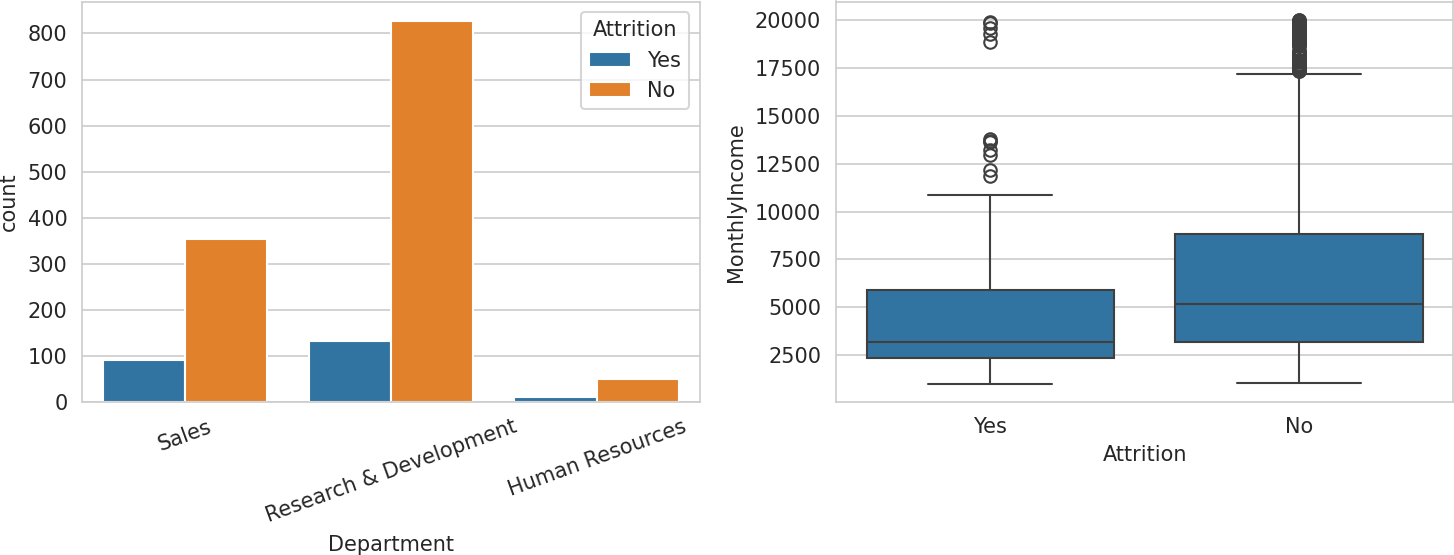 800
700
600
500
400
300
200
100
0
count
Attrition
Yes
No
Sales
Research & Development
Human Resources
Department
20000
17500
15000
12500
10000
7500
5000
2500
MonthlyIncome
Yes
No
Attrition